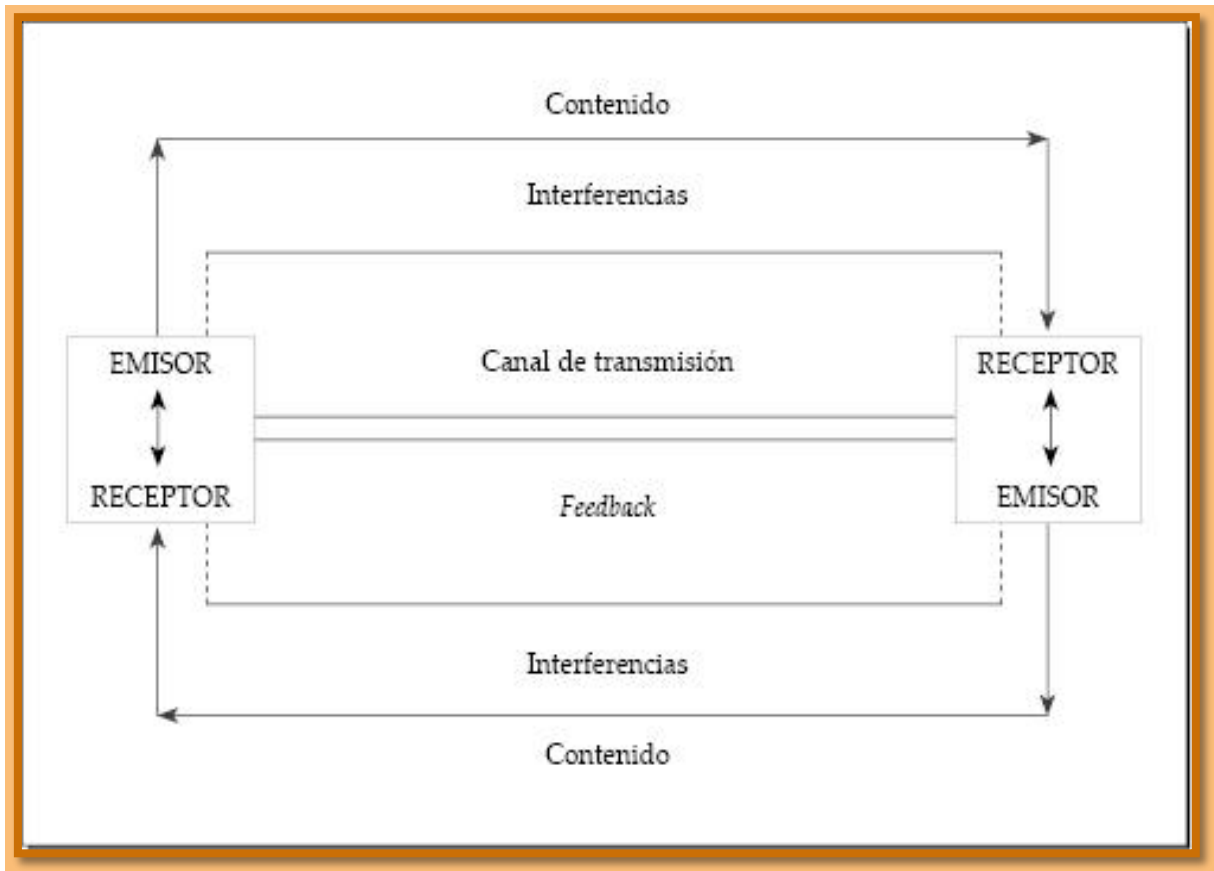 Contenido
Interferencias
EMISOR
Canal de transmisión
RECEPTOR
RECEPTOR
Feedback
EMISOR
Interferencias
Contenido